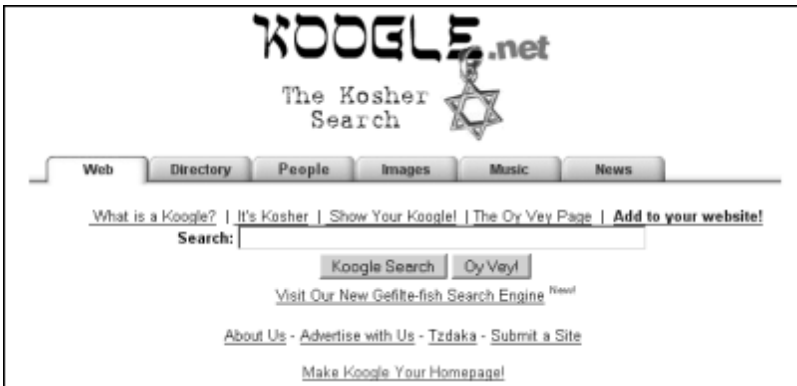 KOOGLE.net
The Kosher
Search
Web Directory People Images Music News
What is a Koogle? | It's Kosher | Show Your Koogle! | The Oy Vey Page | Add to your website!
Search:
Koogle Search Oy Vey!
Visit Our New Gefilte-fish Search Engine New!
About Us - Advertise with Us - Tzdaka - Submit a Site
Make Koogle Your Homepage!